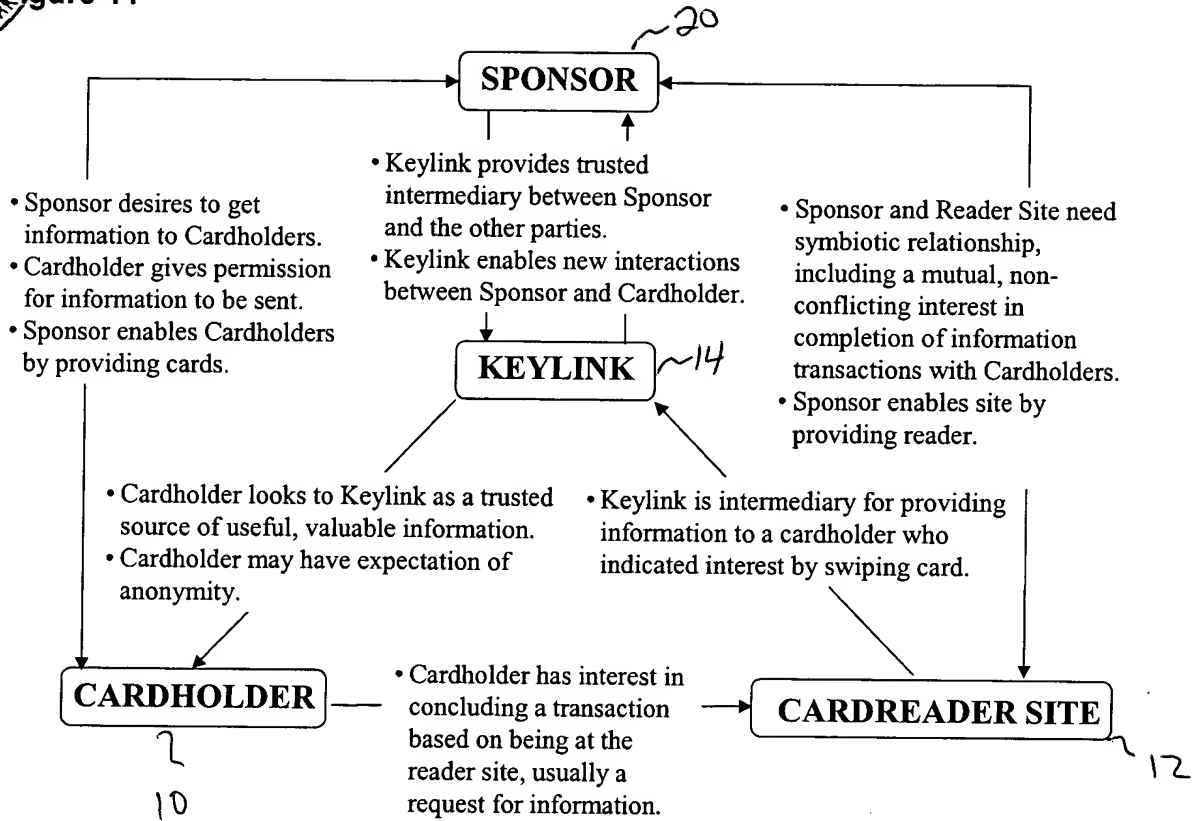 SPONSOR
20
• Keylink provides trusted
intermediary between Sponsor
and the other parties.
• Keylink enables new interactions
between Sponsor and Cardholder.
• Sponsor desires to get
information to Cardholders.
• Cardholder gives permission
for information to be sent.
• Sponsor enables Cardholders
by providing cards.
• Sponsor and Reader Site need
symbiotic relationship,
including a mutual, non-
conflicting interest in
completion of information
transactions with Cardholders.
• Sponsor enables site by
providing reader.
KEYLINK
14
• Cardholder looks to Keylink as a trusted
source of useful, valuable information.
• Cardholder may have expectation of
anonymity.
• Keylink is intermediary for providing
information to a cardholder who
indicated interest by swiping card.
CARDHOLDER
10
• Cardholder has interest in
concluding a transaction
based on being at the
reader site, usually a
request for information.
CARDREADER SITE
12